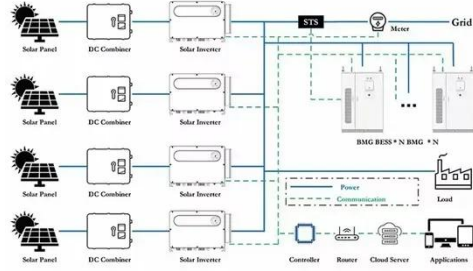 STS
Meter
Grid
Solar Panel
DC Combiner
Solar Inverter
Solar Panel
DC Combiner
Solar Inverter
BMG BESS * N BMG * N
Solar Panel
DC Combiner
Solar Inverter
Power
Communication
Load
Solar Panel
DC Combiner
Solar Inverter
Controller
Router
Cloud Server
Applications